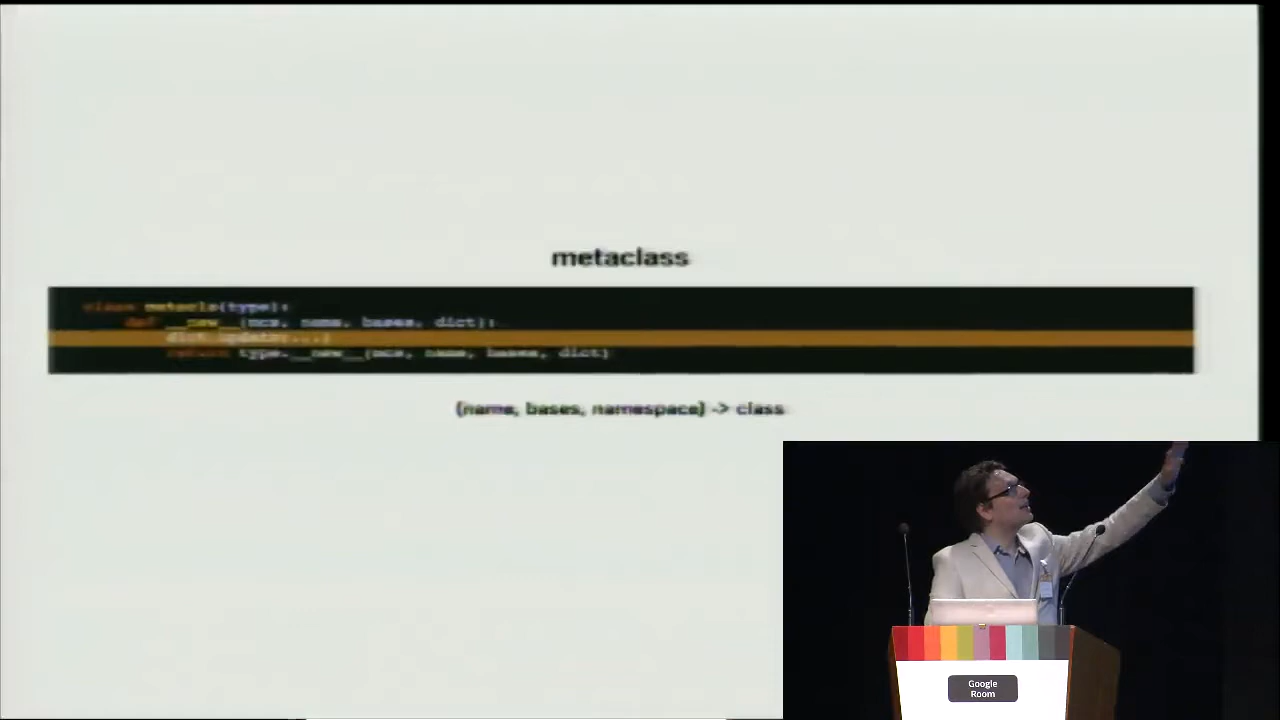 metaclass
class metacls(type):
def __new__(mcs, name, bases, dict):
dict.update(...)
return type.__new__(mcs, name, bases, dict)
(name, bases, namespace) -> class
Google
Room